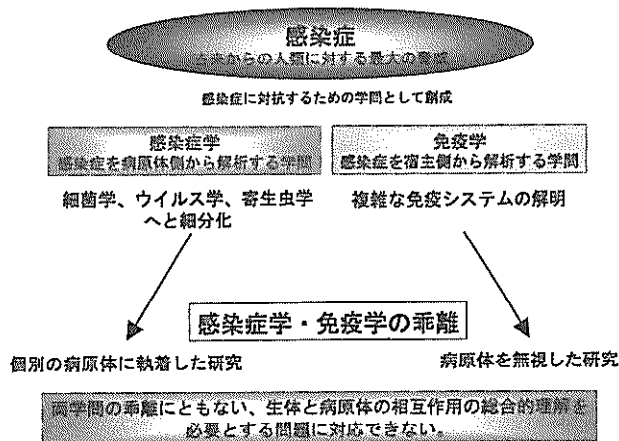 感染症
古来からの人類に対する最大の脅威
感染症に対抗するための学問として創成
感染症学
感染症を病原体側から解析する学問
免疫学
感染症を宿主側から解析する学問
細菌学、ウイルス学、寄生虫学
へと細分化
複雑な免疫システムの解明
感染症学・免疫学の乖離
個別の病原体に執着した研究
病原体を無視した研究
両学問の乖離にともない、生体と病原体の相互作用の総合的理解を
必要とする問題に対応できない。